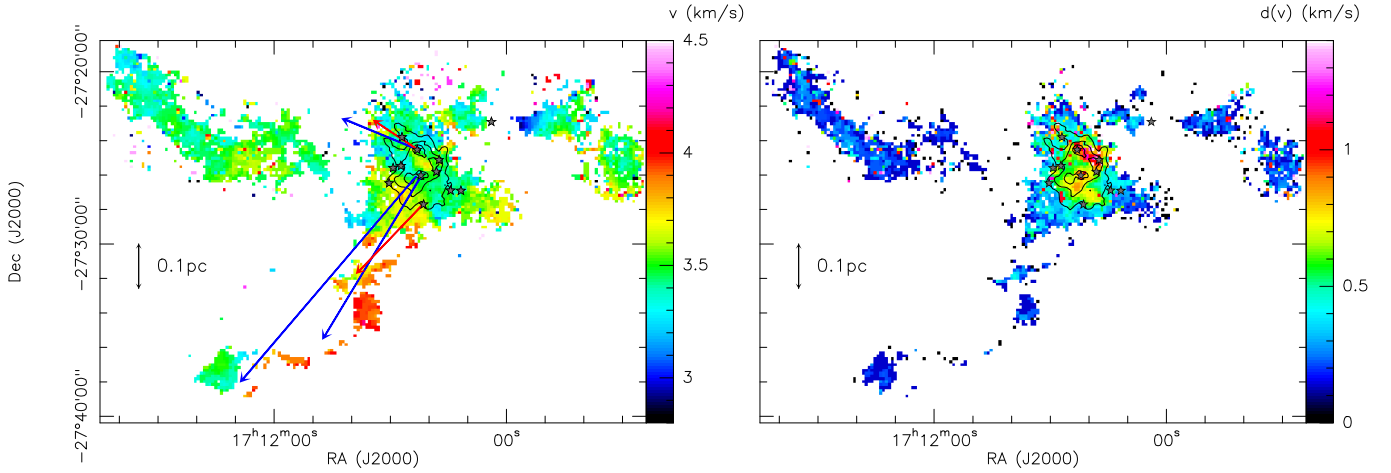 v (km/s)
d(v) (km/s)
4.5
4
3.5
3
1
0.5
0
-27°20'00"
-27°30'00"
-27°40'00"
Dec (J2000)
0.1pc
0.1pc
17h12m00s
00s
RA (J2000)
17h12m00s
00s
RA (J2000)